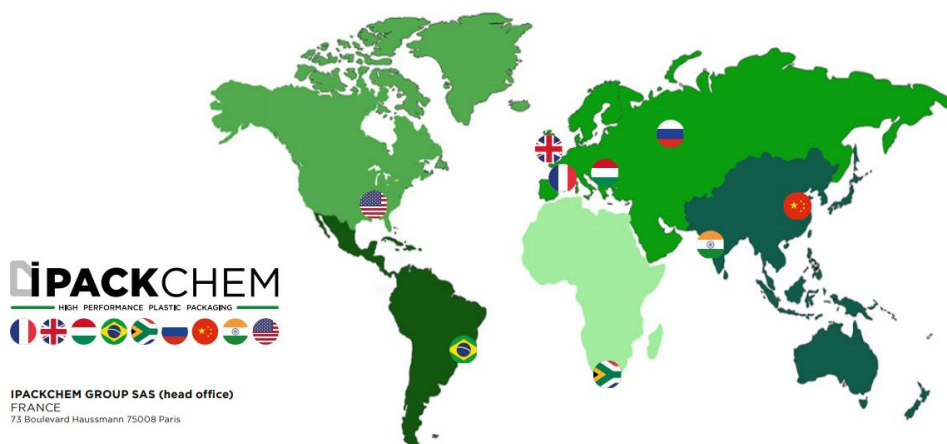 iPACKCHEM
HIGH PERFORMANCE PLASTIC PACKAGING
IPACKCHEM GROUP SAS (head office)
FRANCE
73 Boulevard Haussmann 75008 Paris